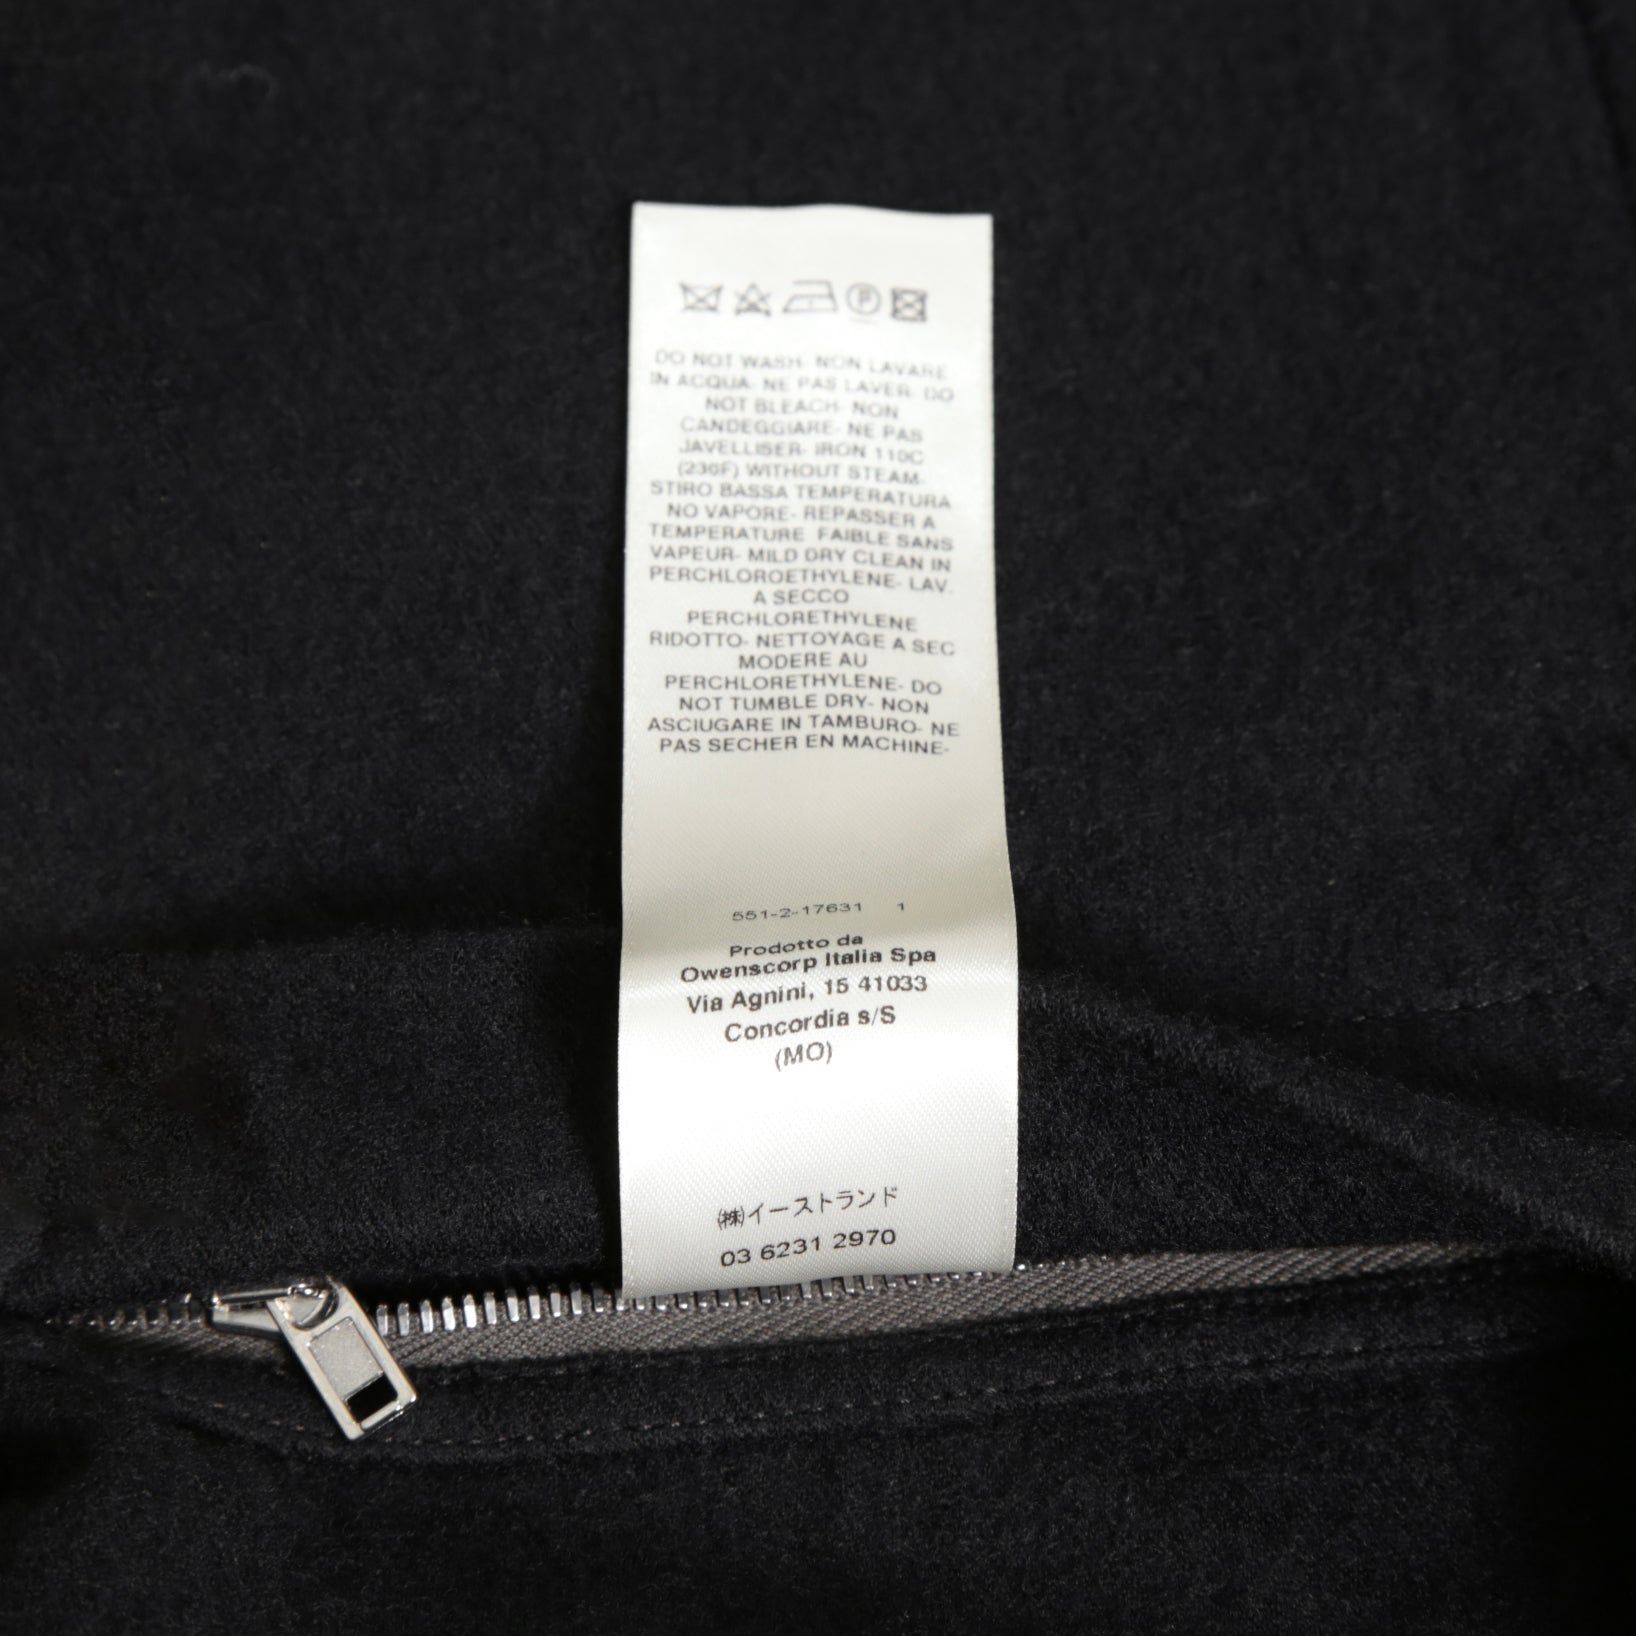 DO NOT WASH- NON LAVARE
IN ACQUA- NE PAS LAVER- DO
NOT BLEACH- NON
CANDEGGIARE- NE PAS
JAVELLISER- IRON 110C
(230F) WITHOUT STEAM-
STIRO BASSA TEMPERATURA
NO VAPORE- REPASSER A
TEMPERATURE FAIBLE SANS
VAPEUR- MILD DRY CLEAN IN
PERCHLOROETHYLENE- LAV.
A SECCO
PERCHLORETHYLENE
RIDOTTO- NETTOYAGE A SEC
MODERE AU
PERCHLORETHYLENE- DO
NOT TUMBLE DRY- NON
ASCIUGARE IN TAMBURO- NE
PAS SECHER EN MACHINE-
551-2-17631 1
Prodotto da
Owenscorp Italia Spa
Via Agnini, 15 41033
Concordia s/S
(MO)
㈱イーストランド
03 6231 2970